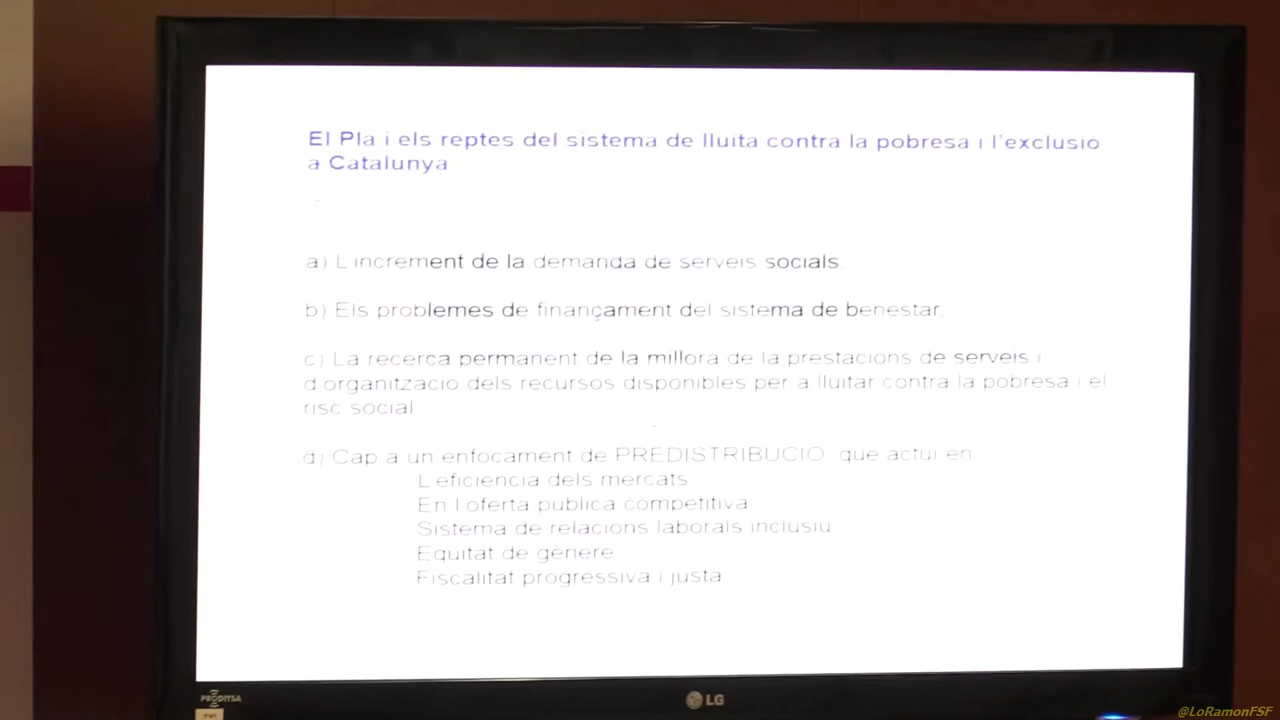 El Pla i els reptes del sistema de lluita contra la pobresa i l'exclusió
a Catalunya
a) L'increment de la demanda de serveis socials.
b) Els problemes de finançament del sistema de benestar.
c) La recerca permanent de la millora de la prestacions de serveis i
d'organització dels recursos disponibles per a lluitar contra la pobresa i el
risc social
d) Cap a un enfocament de PREDISTRIBUCIÓ que actuï en
L'eficiència dels mercats
En l'oferta pública competitiva
Sistema de relacions laborals inclusiu
Equitat de gènere
Fiscalitat progressiva i justa
PRODITSA
LG
@LoRamonFSF